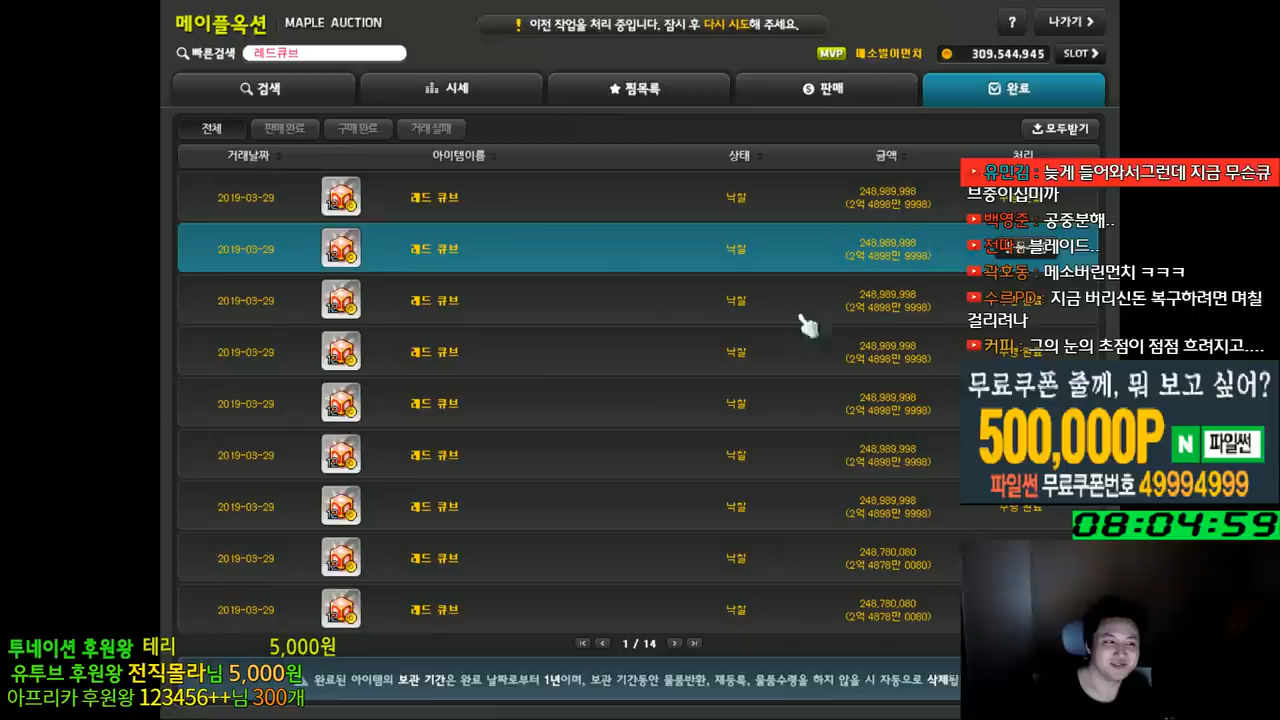 메이플옥션 MAPLE AUCTION
이전 작업을 처리 중입니다. 잠시 후 다시 시도해 주세요.
? 나가기
빠른검색 레드큐브
MVP 309,544,945 SLOT
검색 시세 찜목록 판매 완료
전체 판매 완료 구매 완료 거래 실패 모두받기
거래날짜 아이템이름 상태 금액 처리
2019-03-29 12 레드 큐브 낙찰 248,989,998
(2억 4898만 9998)
2019-03-29 12 레드 큐브 낙찰 248,989,998
(2억 4898만 9998)
2019-03-29 12 레드 큐브 낙찰 248,989,998
(2억 4898만 9998)
2019-03-29 12 레드 큐브 낙찰 248,989,998
(2억 4898만 9998)
2019-03-29 12 레드 큐브 낙찰 248,989,998
(2억 4898만 9998)
2019-03-29 12 레드 큐브 낙찰 248,989,998
(2억 4898만 9998)
2019-03-29 12 레드 큐브 낙찰 248,989,998
(2억 4898만 9998)
2019-03-29 12 레드 큐브 낙찰 248,780,080
(2억 4878만 0080)
2019-03-29 12 레드 큐브 낙찰 248,780,080
(2억 4878만 0080)
1 / 14
완료된 아이템의 보관 기간은 완료 날짜로부터 1년이며, 보관 기간동안 물품반환, 재등록, 물품수령을 하지 않을 시 자동으로 삭제됩
유민김 : 늦게 들어와서그런데 지금 무슨큐
브중이십미까
백영준 : 공중분해..
블레이드..
곽호동 : 메소버린먼치 ㅋㅋㅋ
수르PD : 지금 버리신돈 복구하려면 며칠
걸리려나
커피 : 그의 눈의 초점이 점점 흐려지고....
무료쿠폰 줄께, 뭐 보고 싶어?
500,000P N 파일썬
파일썬 무료쿠폰번호 49994999
08:04:59
투네이션 후원왕 테리 5,000원
유투브 후원왕 전직몰라님 5,000원
아프리카 후원왕 123456++님 300개